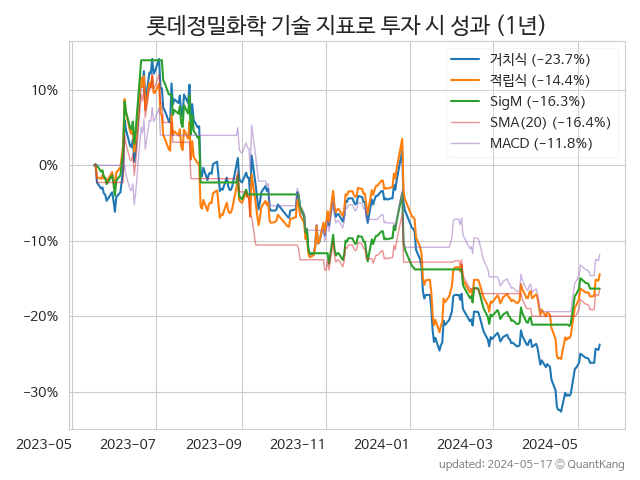 롯데정밀화학 기술 지표로 투자 시 성과 (1년)
거치식 (−23.7%)
적립식 (−14.4%)
SigM (−16.3%)
SMA(20) (−16.4%)
MACD (−11.8%)
10%
0%
−10%
−20%
−30%
2023−05 2023−07 2023−09 2023−11 2024−01 2024−03 2024−05
updated: 2024−05−17 © QuantKang